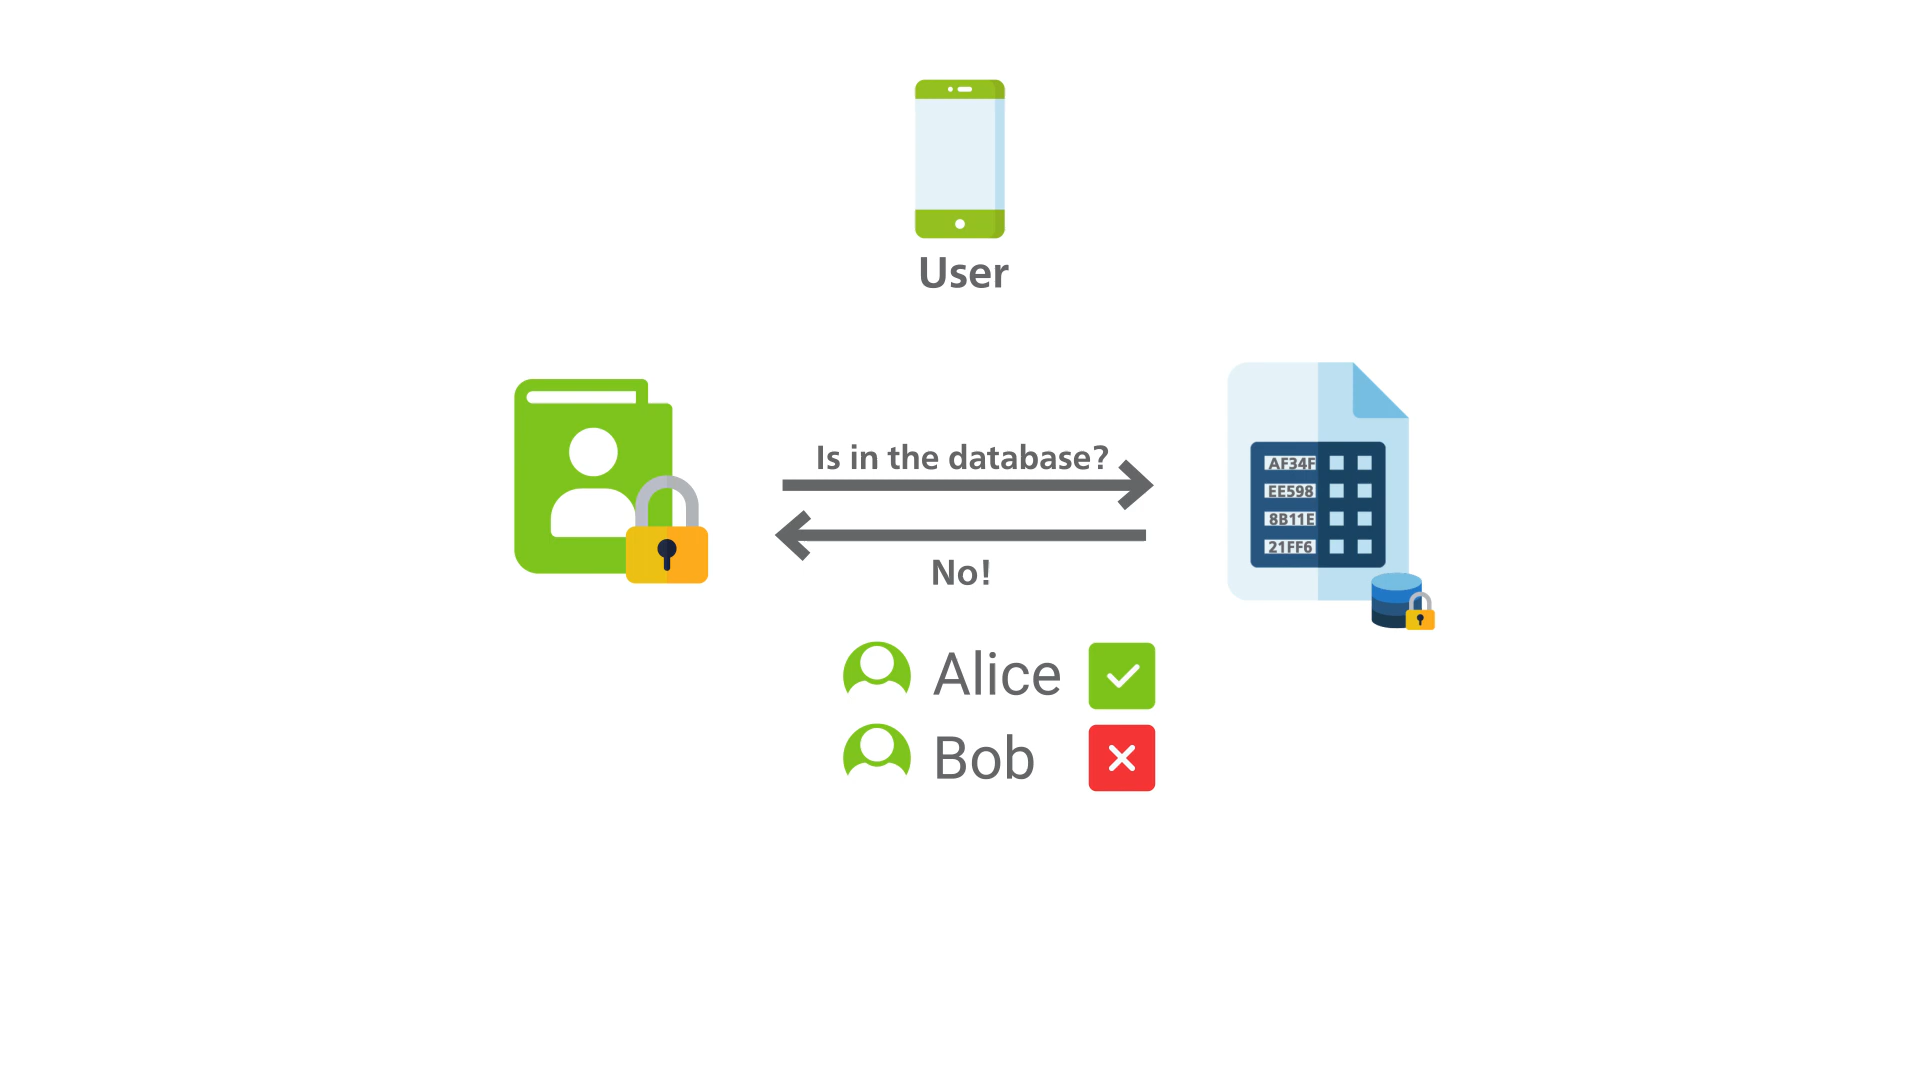 User
Is in the database?
No!
AF34F
EE598
8B11E
21FF6
Alice
Bob